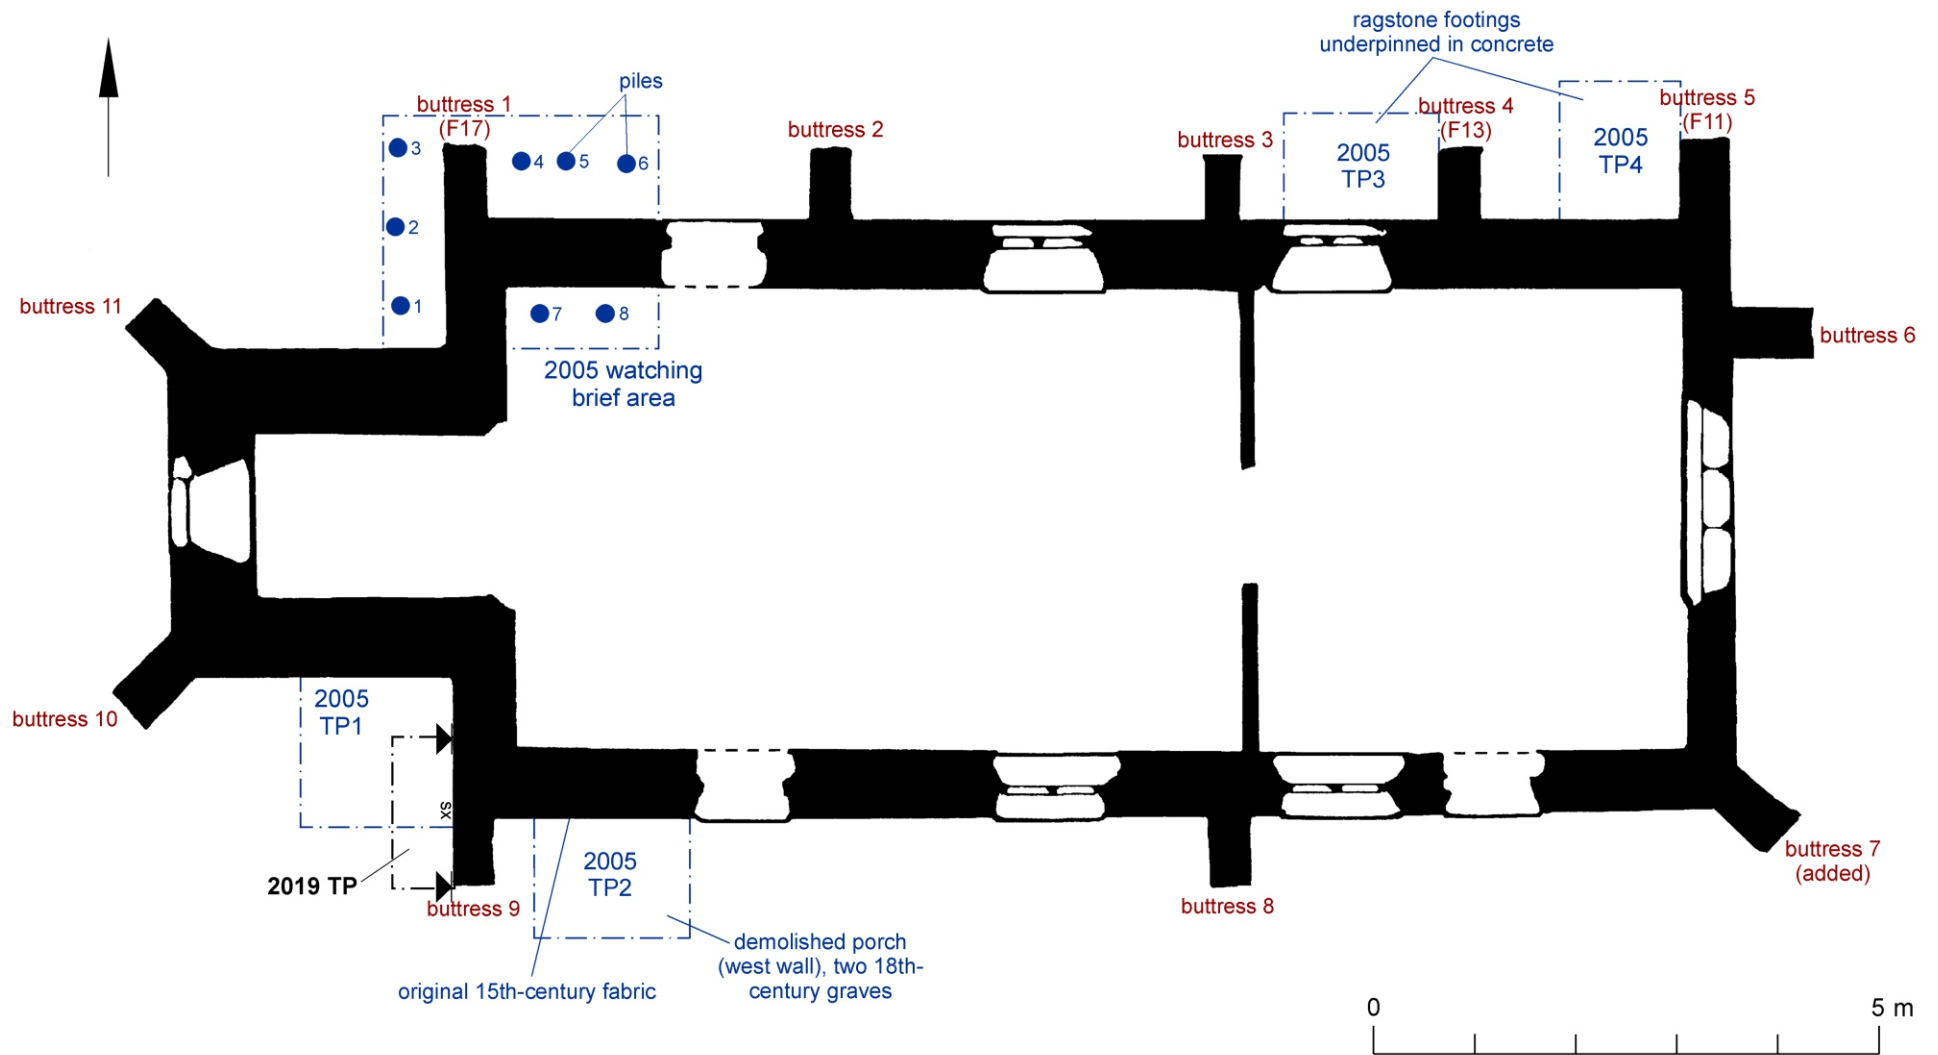 ragstone footings
underpinned in concrete
piles
buttress 1
(F17)
buttress 2
buttress 3
buttress 4
(F13)
buttress 5
(F11)
2005
TP3
2005
TP4
3
4
5
6
2
1
7
8
buttress 11
2005 watching
brief area
buttress 6
buttress 10
2005
TP1
sx
2019 TP
buttress 9
2005
TP2
buttress 8
buttress 7
(added)
demolished porch
(west wall), two 18th-
century graves
original 15th-century fabric
0
5 m